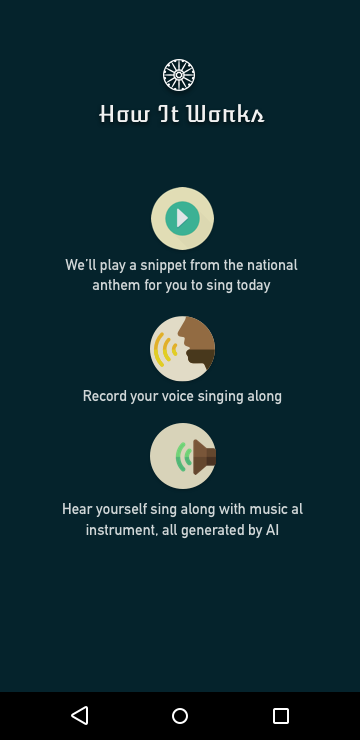 How It Works
We'll play a snippet from the national
anthem for you to sing today
Record your voice singing along
Hear yourself sing along with music al
instrument, all generated by AI